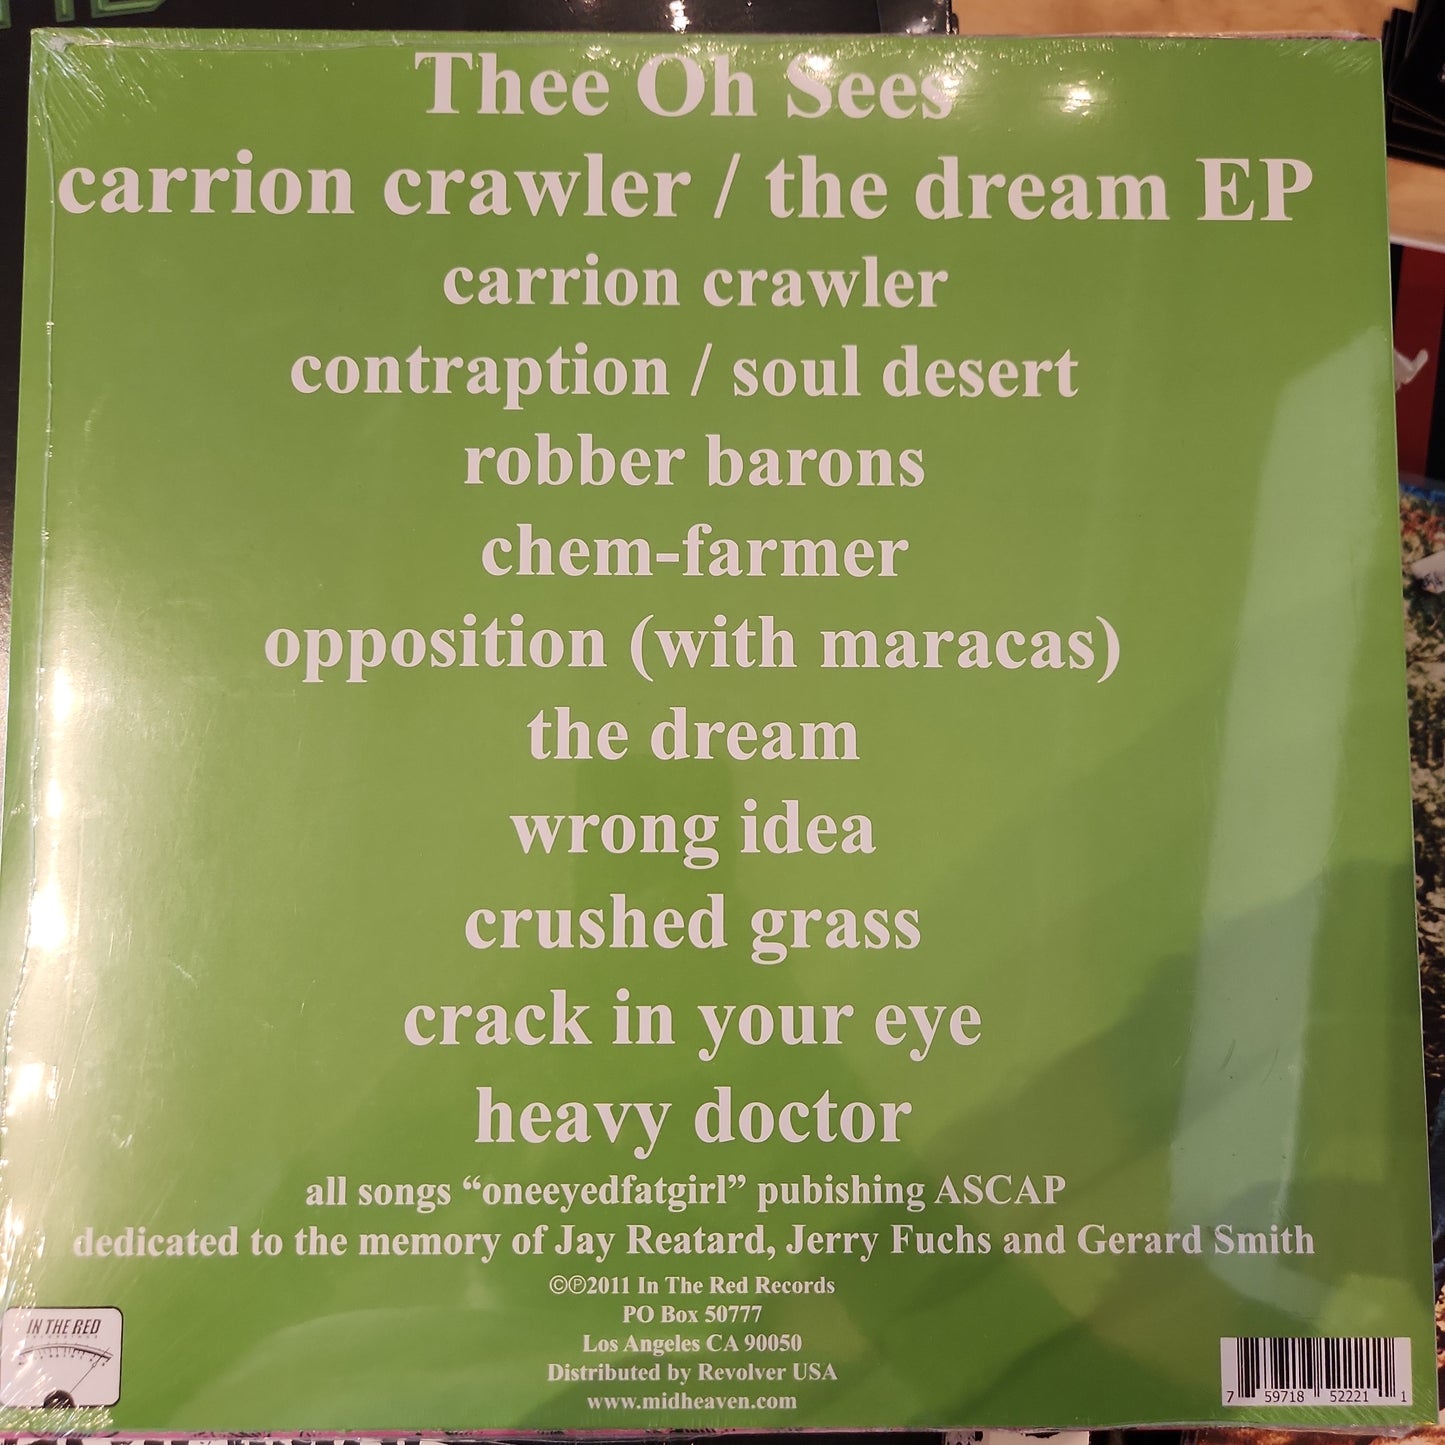 Thee Oh Sees
carrion crawler / the dream EP
carrion crawler
contraption / soul desert
robber barons
chem-farmer
opposition (with maracas)
the dream
wrong idea
crushed grass
crack in your eye
heavy doctor
all songs “oneeyedfatgirl” pubishing ASCAP
dedicated to the memory of Jay Reatard, Jerry Fuchs and Gerard Smith
©℗2011 In The Red Records
PO Box 50777
Los Angeles CA 90050
Distributed by Revolver USA
www.midheaven.com
IN THE RED
RECORDINGS
7 59718 52221 1